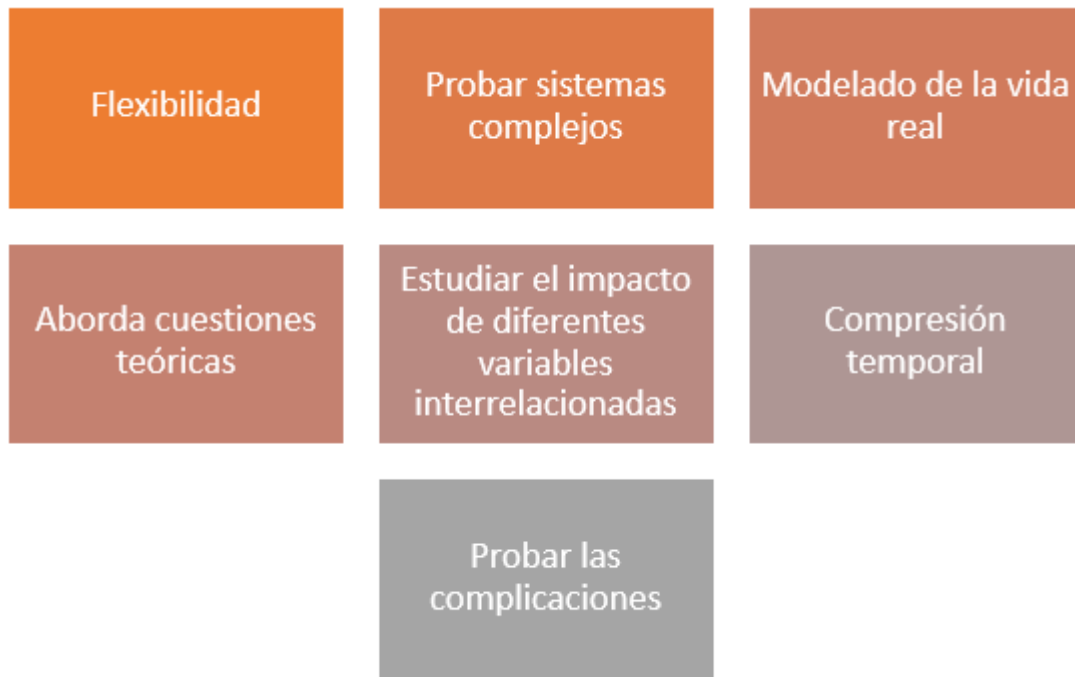 Flexibilidad
Probar sistemas
complejos
Modelado de la vida
real
Aborda cuestiones
teóricas
Estudiar el impacto
de diferentes
variables
interrelacionadas
Compresión
temporal
Probar las
complicaciones